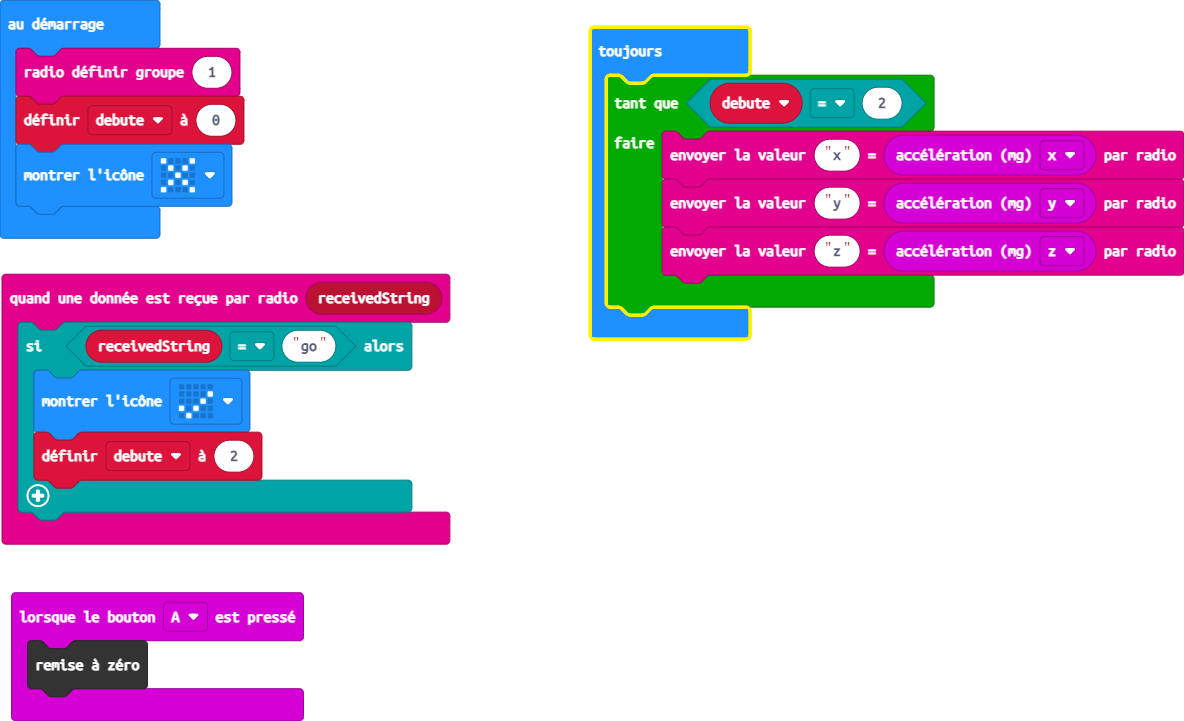 au démarrage
radio définir groupe 1
définir debute à 0
montrer l'icône
quand une donnée est reçue par radio receivedString
si receivedString = "go" alors
montrer l'icône
définir debute à 2
lorsque le bouton A est pressé
remise à zéro
toujours
tant que debute = 2
faire envoyer la valeur "x" = accélération (mg) x par radio
envoyer la valeur "y" = accélération (mg) y par radio
envoyer la valeur "z" = accélération (mg) z par radio